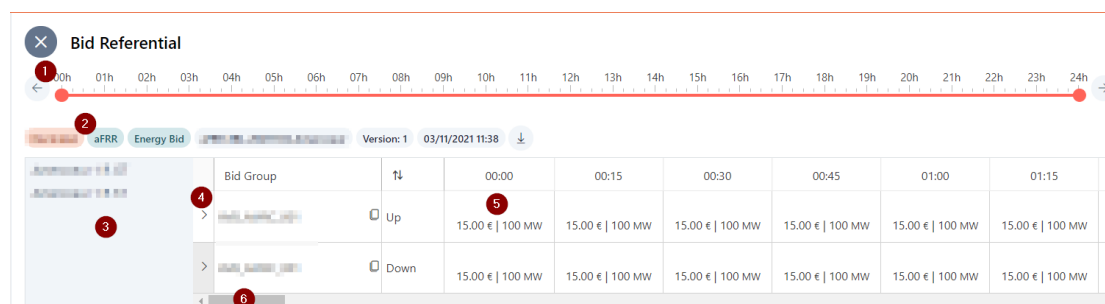 Bid Referential
1
00h 01h 02h 03h 04h 05h 06h 07h 08h 09h 10h 11h 12h 13h 14h 15h 16h 17h 18h 19h 20h 21h 22h 23h 24h
2
aFRR Energy Bid Version: 1 03/11/2021 11:38
Bid Group 00:00 00:15 00:30 00:45 01:00 01:15
4 5
Up 15.00 € | 100 MW 15.00 € | 100 MW 15.00 € | 100 MW 15.00 € | 100 MW 15.00 € | 100 MW 15.00 € | 100 MW
3
Down 15.00 € | 100 MW 15.00 € | 100 MW 15.00 € | 100 MW 15.00 € | 100 MW 15.00 € | 100 MW 15.00 € | 100 MW
6